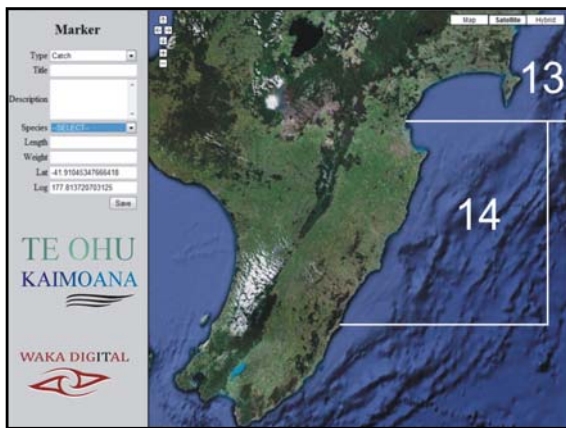 Marker
Type Catch
Title
Description
Species --SELECT--
Length
Weight
Lat -41.91045347666418
Log 177.813720703125
Save
TE OHU
KAIMOANA
WAKA DIGITAL
Map Satellite Hybrid
13
14